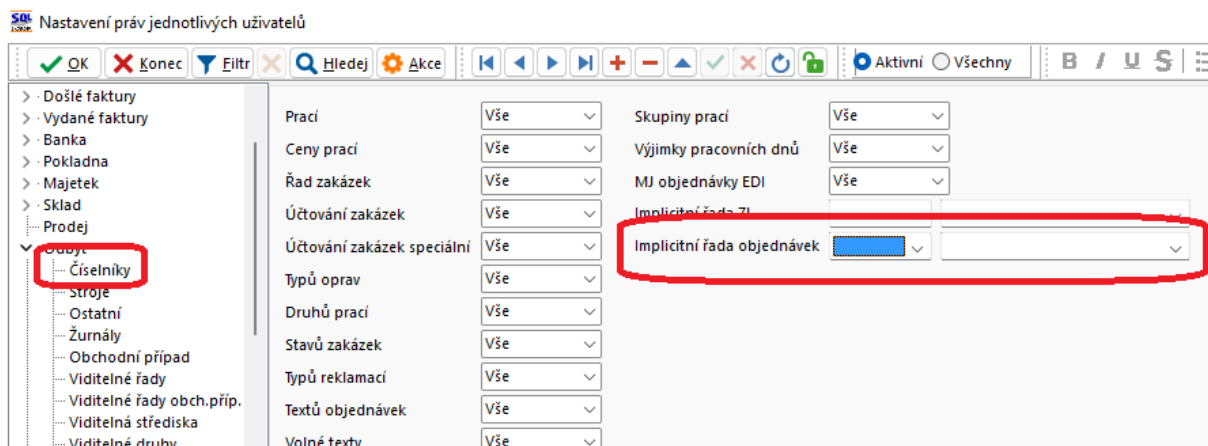 SQL Nastavení práv jednotlivých uživatelů
OK Konec Filtr Hledej Akce Aktivní Všechny B I U S
Došlé faktury
Vydané faktury
Banka
Pokladna
Majetek
Sklad
Prodej
Odbyt
Číselníky
Stroje
Ostatní
Žurnály
Obchodní případ
Viditelné řady
Viditelné řady obch.příp.
Viditelná střediska
Viditelné druhy
Prací Vše
Ceny prací Vše
Řad zakázek Vše
Účtování zakázek Vše
Účtování zakázek speciální Vše
Typů oprav Vše
Druhů prací Vše
Stavů zakázek Vše
Typů reklamací Vše
Textů objednávek Vše
Volné texty Vše
Skupiny prací Vše
Výjimky pracovních dnů Vše
MJ objednávky EDI Vše
Implicitní řada ZL
Implicitní řada objednávek